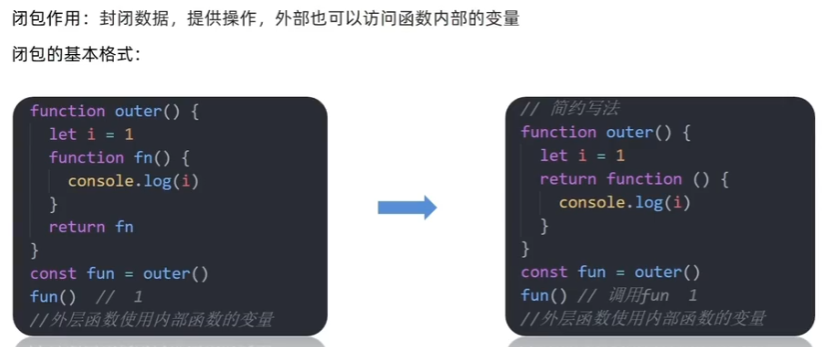 闭包作用：封闭数据，提供操作，外部也可以访问函数内部的变量
闭包的基本格式：
function outer() {
let i = 1
function fn() {
console.log(i)
}
return fn
}
const fun = outer()
fun() // 1
//外层函数使用内部函数的变量
// 简约写法
function outer() {
let i = 1
return function () {
console.log(i)
}
}
const fun = outer()
fun() // 调用fun 1
//外层函数使用内部函数的变量